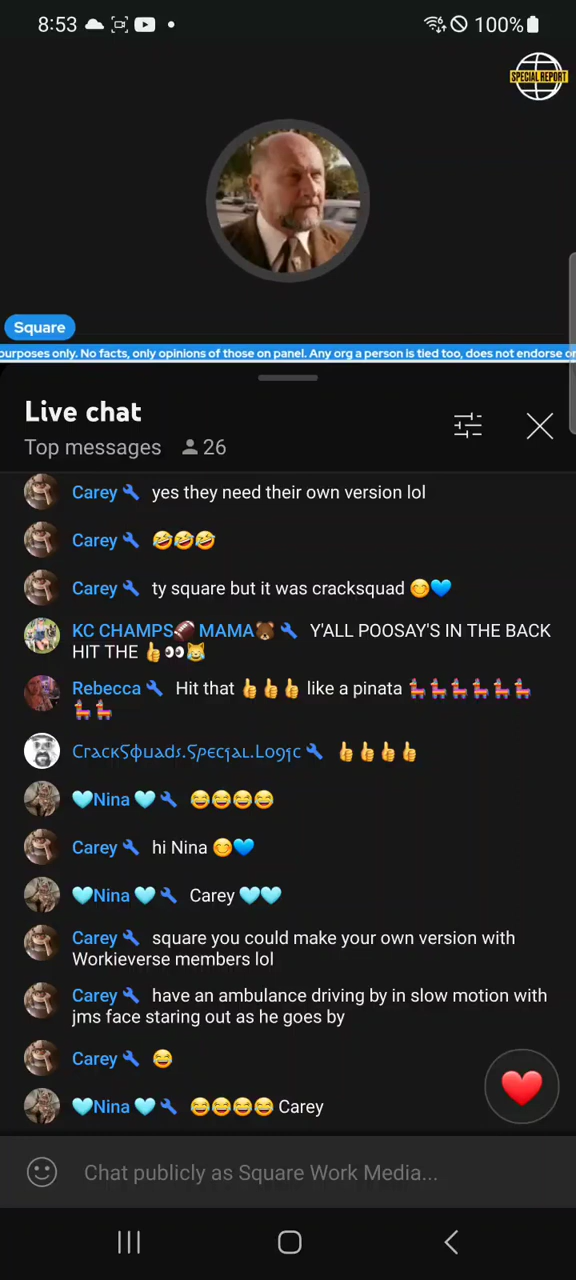 8:53 100%
SPECIAL REPORT
Square
purposes only. No facts, only opinions of those on panel. Any org a person is tied too, does not endorse or
Live chat
Top messages 26
Carey yes they need their own version lol
Carey 🤣🤣🤣
Carey ty square but it was cracksquad 😊💙
KC CHAMPS🏈 MAMA🐻 Y'ALL POOSAY'S IN THE BACK
HIT THE 👍👀😹
Rebecca Hit that 👍👍👍 like a pinata 🪅🪅🪅🪅🪅🪅
🪅🪅
CracкSquads.Specıal.Logıc 👍👍👍👍
🩵Nina🩵 😂😂😂😂
Carey hi Nina 😊💙
🩵Nina🩵 Carey 🩵🩵
Carey square you could make your own version with
Workieverse members lol
Carey have an ambulance driving by in slow motion with
jms face staring out as he goes by
Carey 😂
🩵Nina🩵 😂😂😂😂 Carey
Chat publicly as Square Work Media...